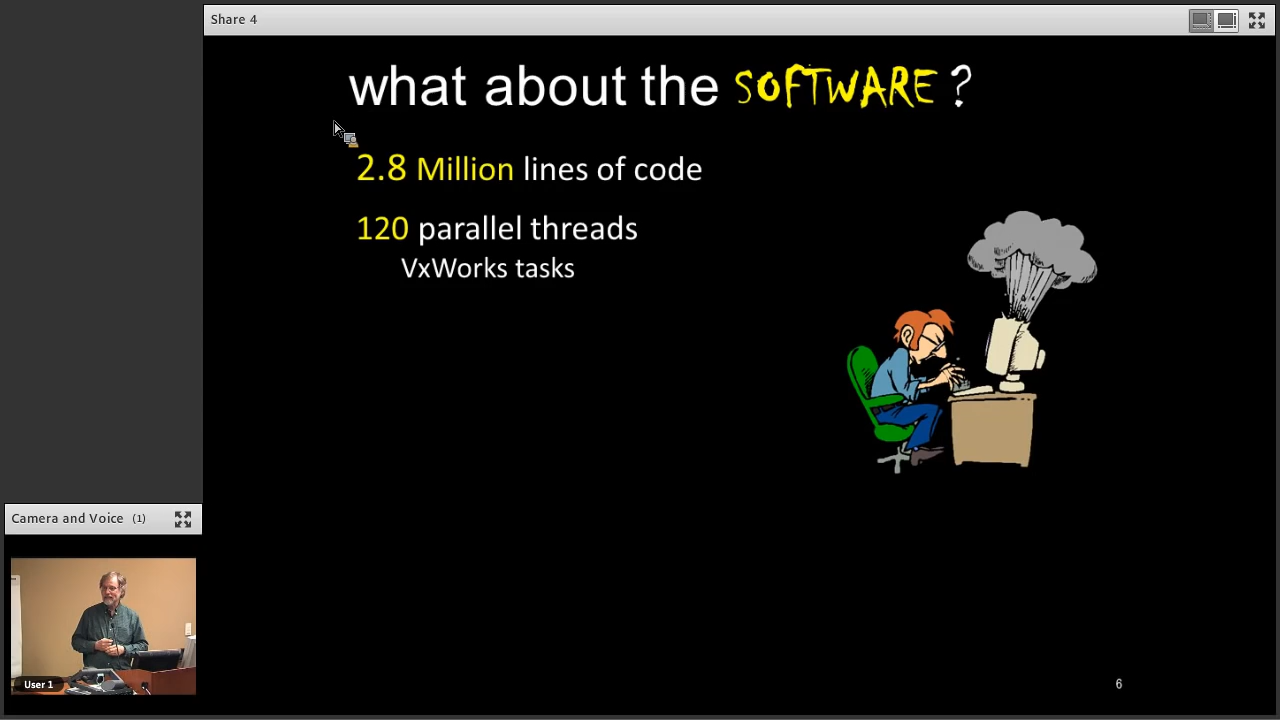 Share 4
what about the SOFTWARE ?
2.8 Million lines of code
120 parallel threads
VxWorks tasks
Camera and Voice (1)
User 1
6